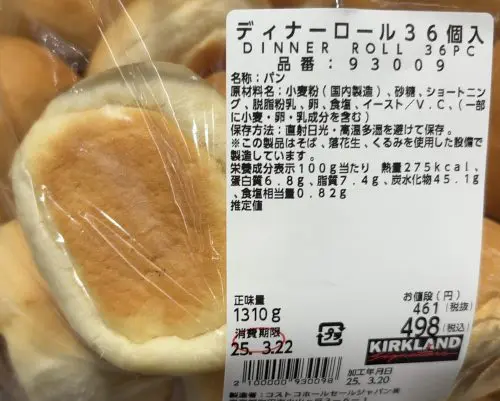 ディナーロール36個入
DINNER ROLL 36PC
品番:93009
名称:パン
原材料名:小麦粉(国内製造)、砂糖、ショートニン
グ、脱脂粉乳、卵、食塩、イースト/V.C、(一部
に小麦・卵・乳成分を含む)
保存方法:直射日光・高温多湿を避けて保存。
※この製品はそば、落花生、くるみを使用した設備で
製造しています。
栄養成分表示100g当たり 熱量275kcal、
蛋白質6.8g、脂質7.4g、炭水化物45.1g
、食塩相当量0.82g
推定値
正味量
1310g
お値段(円)
461(税抜)
498(税込)
消費期限
25. 3.22
KIRKLAND
Signature
2 100000 930098
加工年月日
25. 3.20
製造者:コストコホールセールジャパン㈱